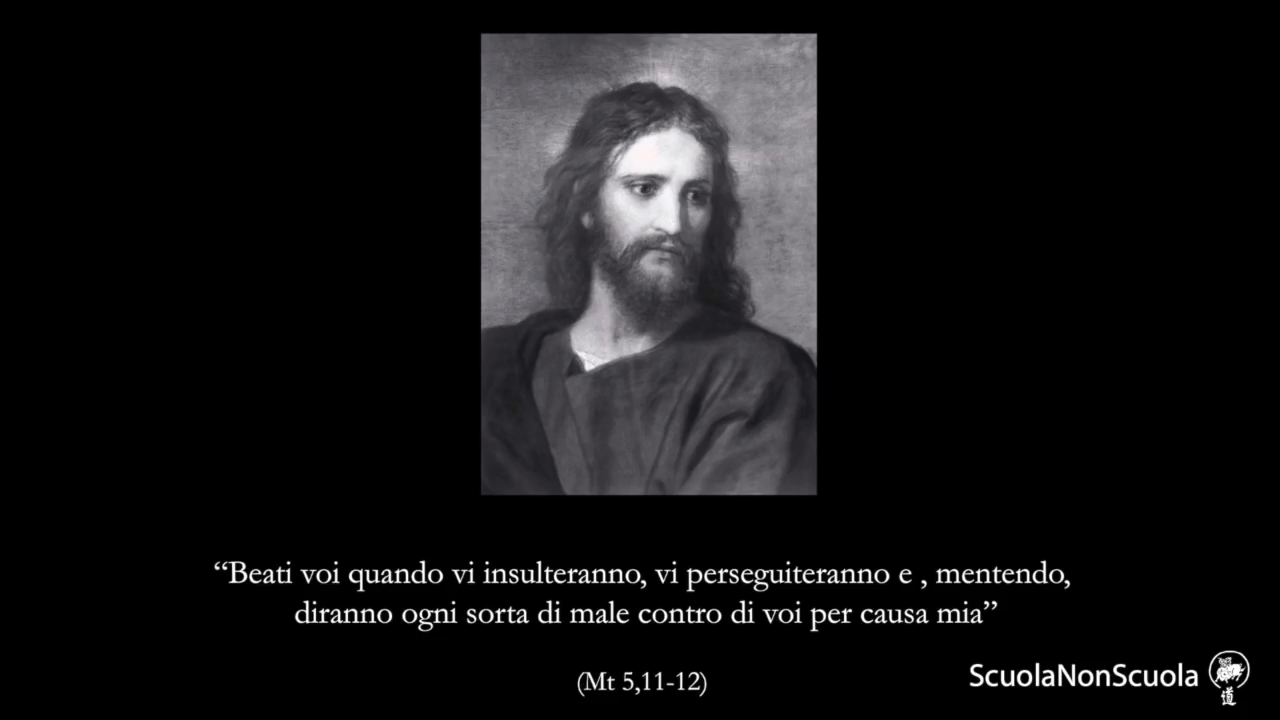 “Beati voi quando vi insulteranno, vi perseguiteranno e , mentendo,
diranno ogni sorta di male contro di voi per causa mia”
(Mt 5,11-12)
ScuolaNonScuola
道